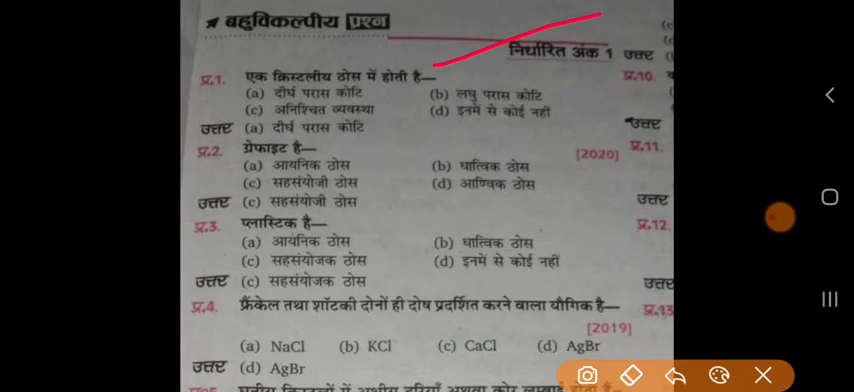 बहुविकल्पीय प्रश्न
निर्धारित अंक 1
प्र.1. एक क्रिस्टलीय ठोस में होती है—
(a) दीर्घ परास कोटि (b) लघु परास कोटि
(c) अनिश्चित व्यवस्था (d) इनमें से कोई नहीं
उत्तर (a) दीर्घ परास कोटि
प्र.2. ग्रेफाइट है—
[2020]
(a) आयनिक ठोस (b) धात्विक ठोस
(c) सहसंयोजी ठोस (d) आण्विक ठोस
उत्तर (c) सहसंयोजी ठोस
प्र.3. प्लास्टिक है—
(a) आयनिक ठोस (b) धात्विक ठोस
(c) सहसंयोजक ठोस (d) इनमें से कोई नहीं
उत्तर (c) सहसंयोजक ठोस
प्र.4. फ्रैंकेल तथा शॉटकी दोनों ही दोष प्रदर्शित करने वाला यौगिक है—
[2019]
(a) NaCl (b) KCl (c) CaCl (d) AgBr
उत्तर (d) AgBr
उत्तर
प्र.10.
उत्तर
प्र.11.
उत्तर
प्र.12.
उत्तर
प्र.13